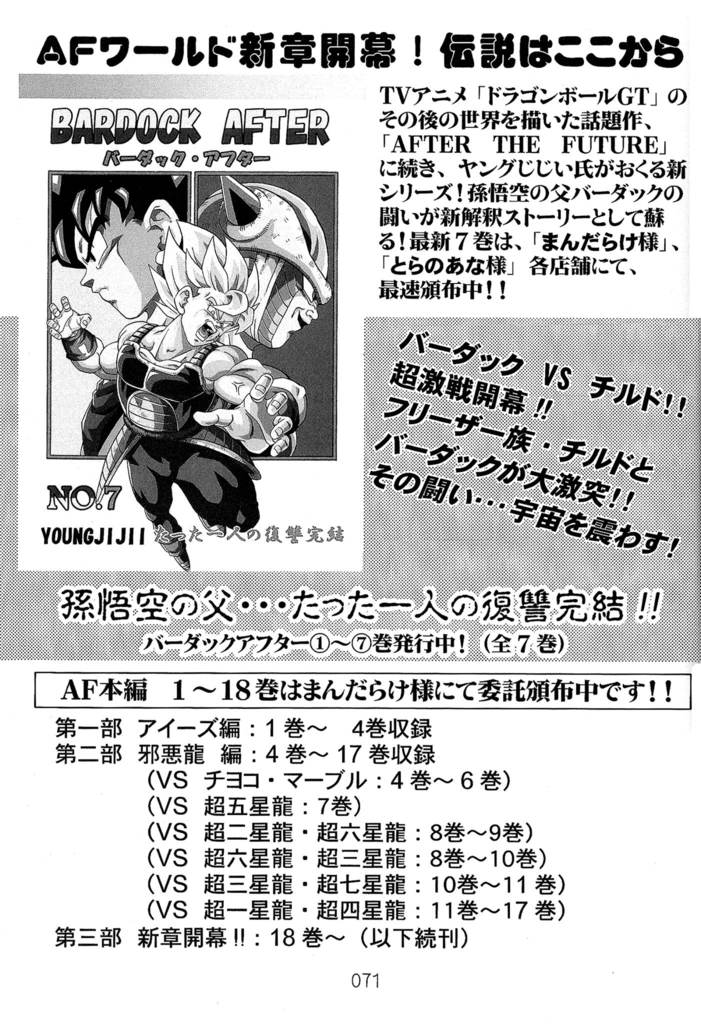 AFワールド新章開幕！伝説はここから
BARDOCK AFTER
バーダック・アフター
NO.7
YOUNGJIJII たった一人の復讐完結
TVアニメ「ドラゴンボールGT」の
その後の世界を描いた話題作、
「AFTER THE FUTURE」
に続き、ヤングじじい氏がおくる新
シリーズ！孫悟空の父バーダックの
闘いが新解釈ストーリーとして蘇
る！最新７巻は、「まんだらけ様」、
「とらのあな様」各店舗にて、
最速頒布中！！
バーダック VS チルド！！
超激戦開幕！！
フリーザ一族・チルドと
バーダックが大激突！！
その闘い・・・宇宙を震わす！
孫悟空の父・・・たった一人の復讐完結！！
バーダックアフター①～⑦巻発行中！（全７巻）
AF本編 １～18巻はまんだらけ様にて委託頒布中です！！
第一部 アイーズ編：１巻～ 4巻収録
第二部 邪悪龍 編：４巻～17巻収録
（VS チヨコ・マーブル：４巻～６巻）
（VS 超五星龍：7巻）
（VS 超二星龍・超六星龍：8巻～9巻）
（VS 超六星龍・超三星龍：8巻～10巻）
（VS 超三星龍・超七星龍：10巻～11巻）
（VS 超一星龍・超四星龍：11巻～17巻）
第三部 新章開幕!!：18巻～（以下続刊）
071